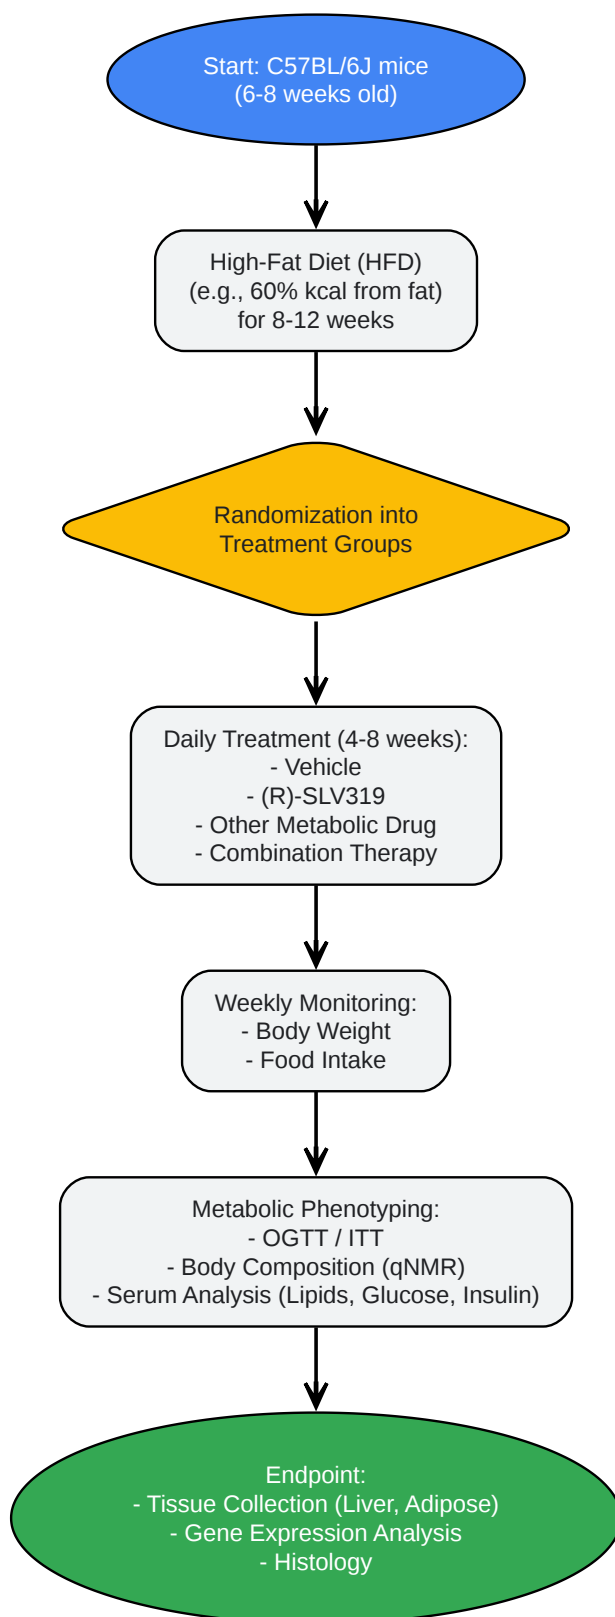 Start: C57BL/6J mice
(6-8 weeks old)
High-Fat Diet (HFD)
(e.g., 60% kcal from fat)
for 8-12 weeks
Randomization into
Treatment Groups
Daily Treatment (4-8 weeks):
- Vehicle
- (R)-SLV319
- Other Metabolic Drug
- Combination Therapy
Weekly Monitoring:
- Body Weight
- Food Intake
Metabolic Phenotyping:
- OGTT / ITT
- Body Composition (qNMR)
- Serum Analysis (Lipids, Glucose, Insulin)
Endpoint:
- Tissue Collection (Liver, Adipose)
- Gene Expression Analysis
- Histology